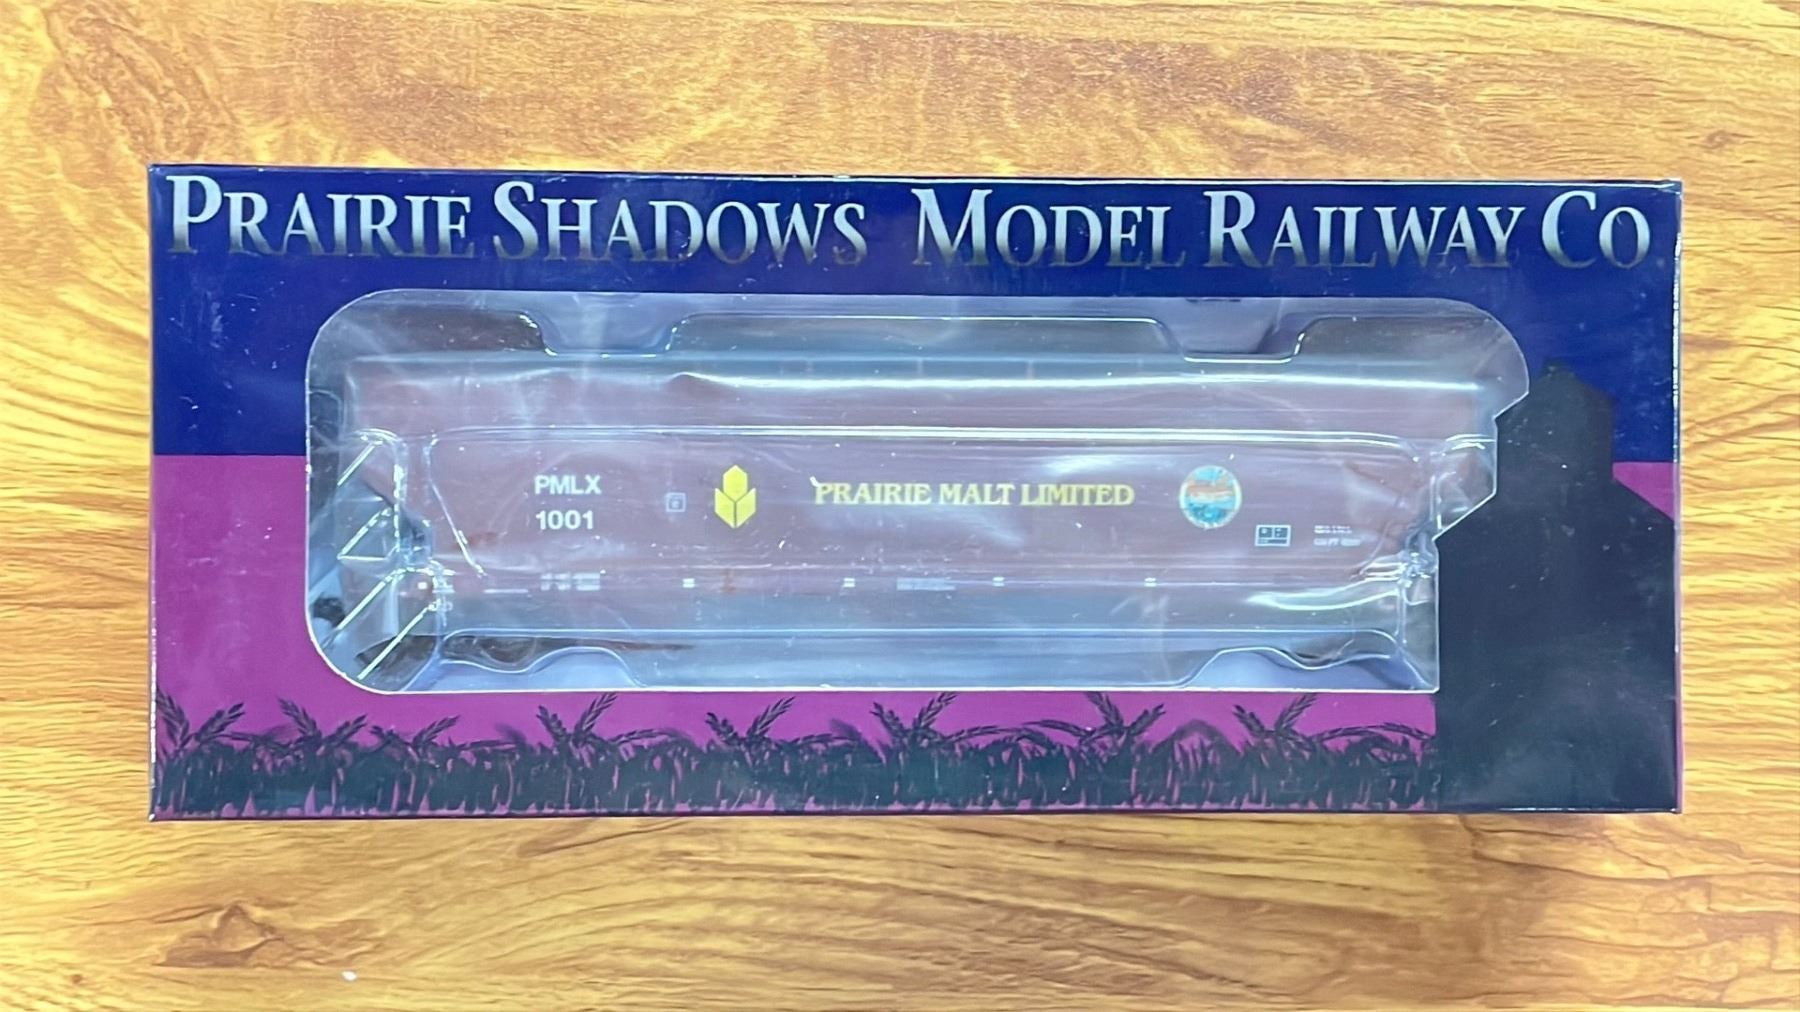 PRAIRIE SHADOWS MODEL RAILWAY CO
PMLX
1001
PRAIRIE MALT LIMITED